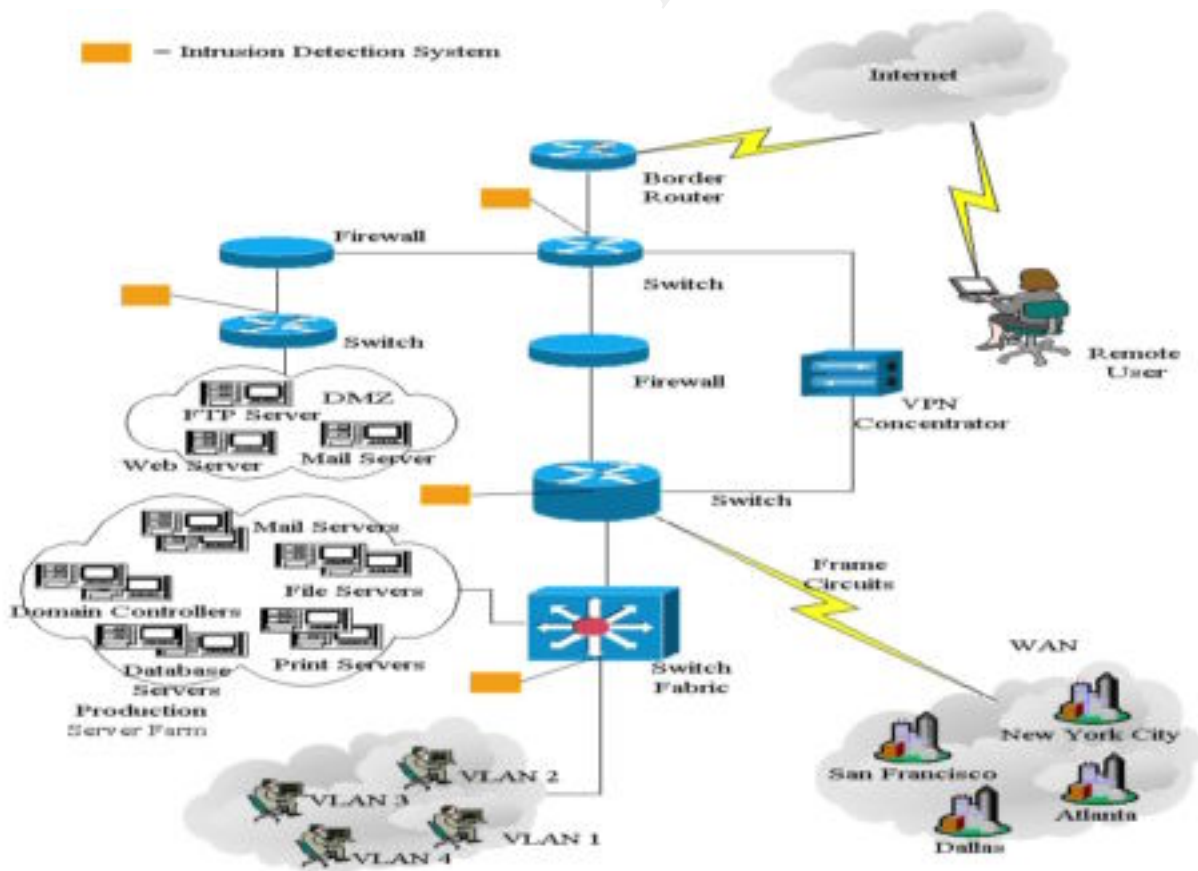 = Intrusion Detection System
Internet
Border
Router
Firewall
Switch
Switch
Firewall
Remote
User
VPN
Concentrator
FTP Server
DMZ
Web Server
Mail Server
Switch
Mail Servers
File Servers
Domain Controllers
Print Servers
Database
Servers
Production
Server Farm
Frame
Circuits
Switch
Fabric
WAN
New York City
San Francisco
Atlanta
Dallas
VLAN 2
VLAN 3
VLAN 1
VLAN 4